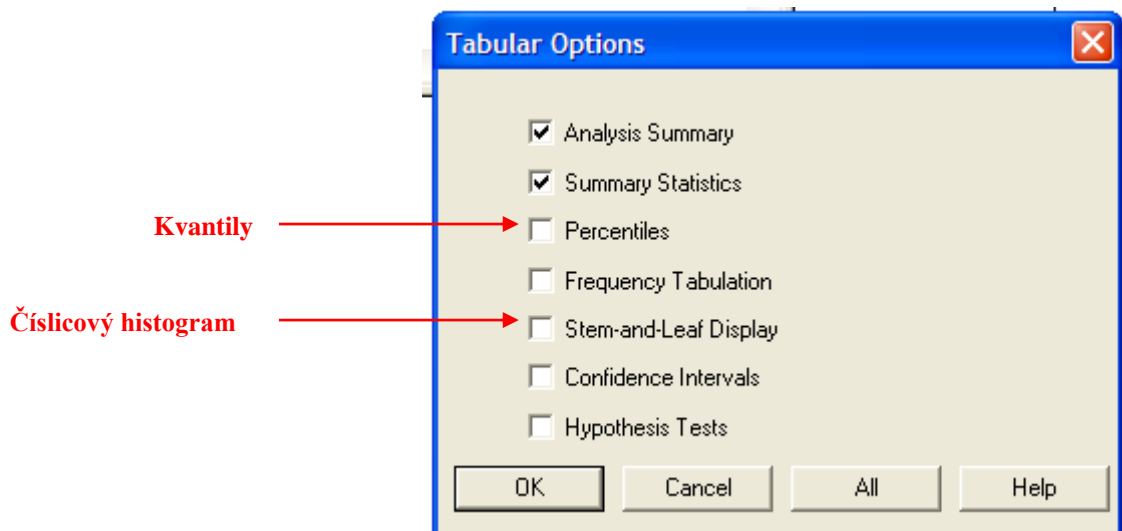 Tabular Options
Analysis Summary
Summary Statistics
Kvantily
Percentiles
Frequency Tabulation
Číslicový histogram
Stem-and-Leaf Display
Confidence Intervals
Hypothesis Tests
OK Cancel All Help